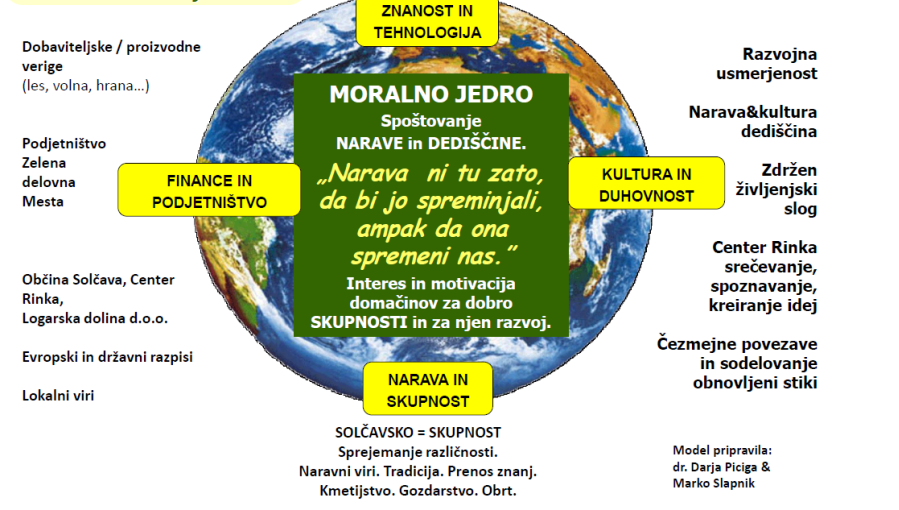 ZNANOST IN
TEHNOLOGIJA
Dobaviteljske / proizvodne
verige
(les, volna, hrana...)
Podjetništvo
Zelena
delovna
Mesta
FINANCE IN
PODJETNIŠTVO
Občina Solčava, Center
Rinka,
Logarska dolina d.o.o.
Evropski in državni razpisi
Lokalni viri
MORALNO JEDRO
Spoštovanje
NARAVE in DEDIŠČINE.
„Narava ni tu zato,
da bi jo spreminjali,
ampak da ona
spremeni nas.”
Interes in motivacija
domačinov za dobro
SKUPNOSTI in za njen razvoj.
KULTURA IN
DUHOVNOST
Razvojna
usmerjenost
Narava&kultura
dediščina
Zdržen
življenjski
slog
Center Rinka
srečevanje,
spoznavanje,
kreiranje idej
Čezmejne povezave
in sodelovanje
obnovljeni stiki
NARAVA IN
SKUPNOST
SOLČAVSKO = SKUPNOST
Sprejemanje različnosti.
Naravni viri. Tradicija. Prenos znanj.
Kmetijstvo. Gozdarstvo. Obrt.
Model pripravila:
dr. Darja Piciga &
Marko Slapnik